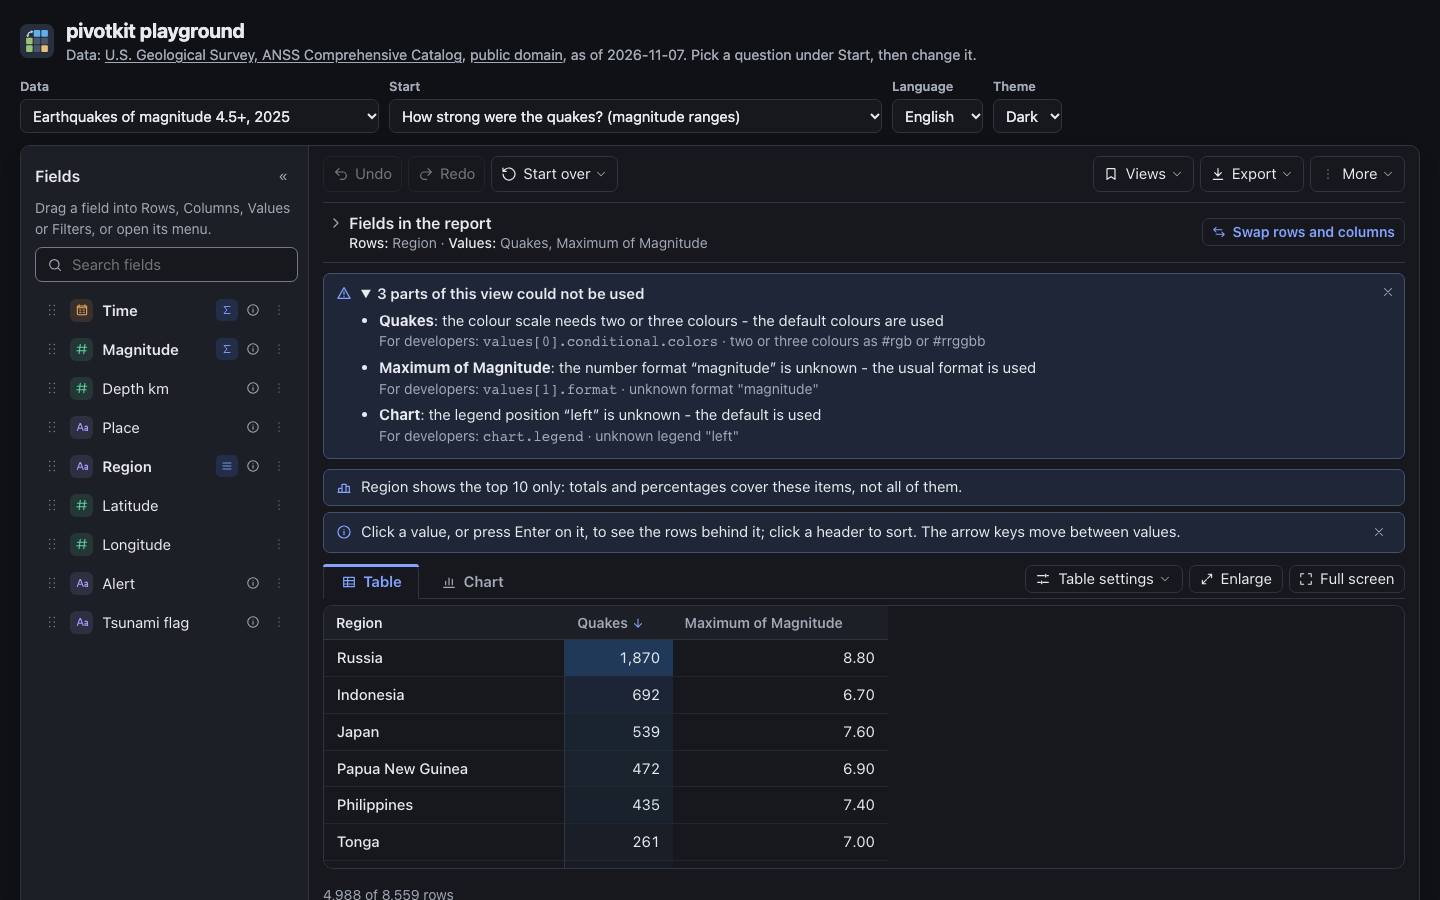 pivotkit playground
Data: U.S. Geological Survey, ANSS Comprehensive Catalog, public domain, as of 2026-11-07. Pick a question under Start, then change it.
Data
Start
Language
Theme
Earthquakes of magnitude 4.5+, 2025
How strong were the quakes? (magnitude ranges)
English
Dark
Fields
«
Drag a field into Rows, Columns, Values
or Filters, or open its menu.
Search fields
Time
Magnitude
Depth km
Place
Region
Latitude
Longitude
Alert
Tsunami flag
Undo
Redo
Start over
Views
Export
More
Fields in the report
Rows: Region · Values: Quakes, Maximum of Magnitude
Swap rows and columns
3 parts of this view could not be used
• Quakes: the colour scale needs two or three colours - the default colours are used
For developers: values[0].conditional.colors · two or three colours as #rgb or #rrggbb
• Maximum of Magnitude: the number format “magnitude” is unknown - the usual format is used
For developers: values[1].format · unknown format "magnitude"
• Chart: the legend position “left” is unknown - the default is used
For developers: chart.legend · unknown legend "left"
Region shows the top 10 only: totals and percentages cover these items, not all of them.
Click a value, or press Enter on it, to see the rows behind it; click a header to sort. The arrow keys move between values.
Table
Chart
Table settings
Enlarge
Full screen
Region Quakes ↓ Maximum of Magnitude
Russia 1,870 8.80
Indonesia 692 6.70
Japan 539 7.60
Papua New Guinea 472 6.90
Philippines 435 7.40
Tonga 261 7.00
4,988 of 8,559 rows